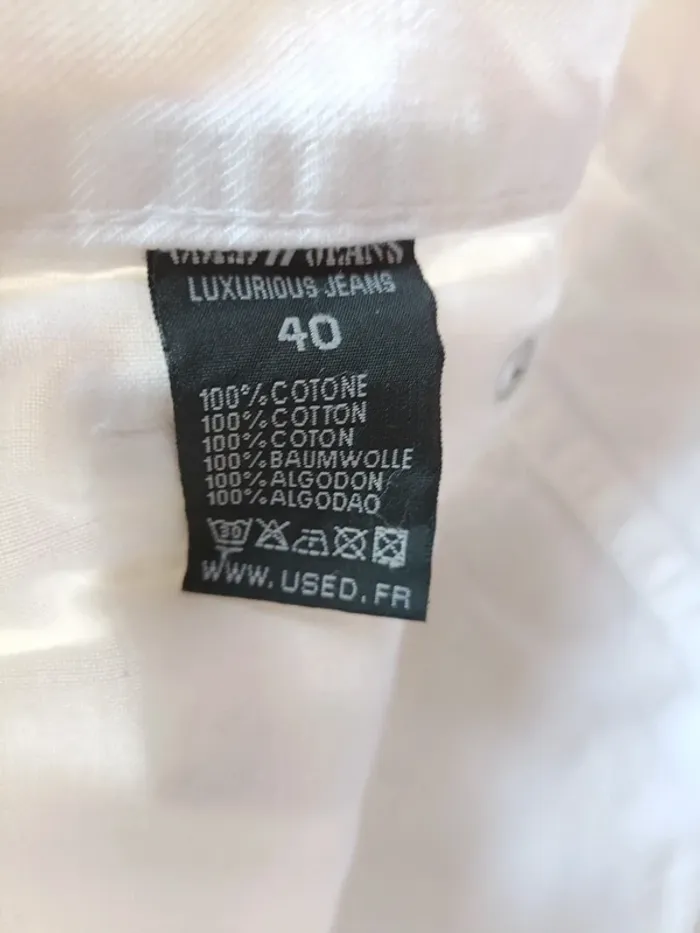 JEANS
LUXURIOUS JEANS
40
100% COTONE
100% COTTON
100% COTON
100% BAUMWOLLE
100% ALGODON
100% ALGODAO
30
WWW.USED.FR